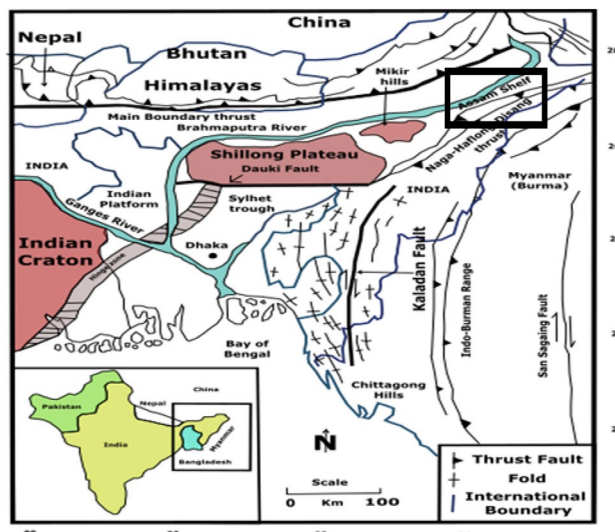 China
Nepal
Bhutan
Himalayas
Mikir
hills
Assam Shelf
Main Boundary thrust
Brahmaputra River
Naga-Haflong-Disang
thrust
Shillong Plateau
Dauki Fault
Myanmar
(Burma)
INDIA
Indian
Platform
Sylhet
trough
INDIA
Ganges River
Dhaka
Indian
Craton
Hinge zone
Kaladan Fault
Indo-Burman Range
San Sagaing Fault
Bay of
Bengal
Chittagong
Hills
China
Nepal
Pakistan
India
Myanmar
Bangladesh
N
Scale
0 Km 100
Thrust Fault
Fold
International
Boundary